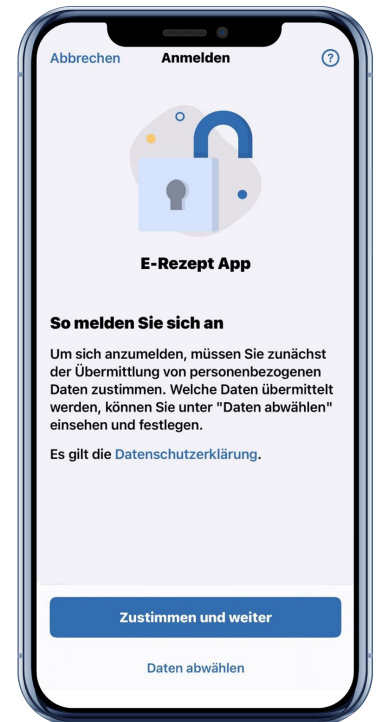 Abbrechen Anmelden ?
E-Rezept App
So melden Sie sich an
Um sich anzumelden, müssen Sie zunächst
der Übermittlung von personenbezogenen
Daten zustimmen. Welche Daten übermittelt
werden, können Sie unter "Daten abwählen"
einsehen und festlegen.
Es gilt die Datenschutzerklärung.
Zustimmen und weiter
Daten abwählen